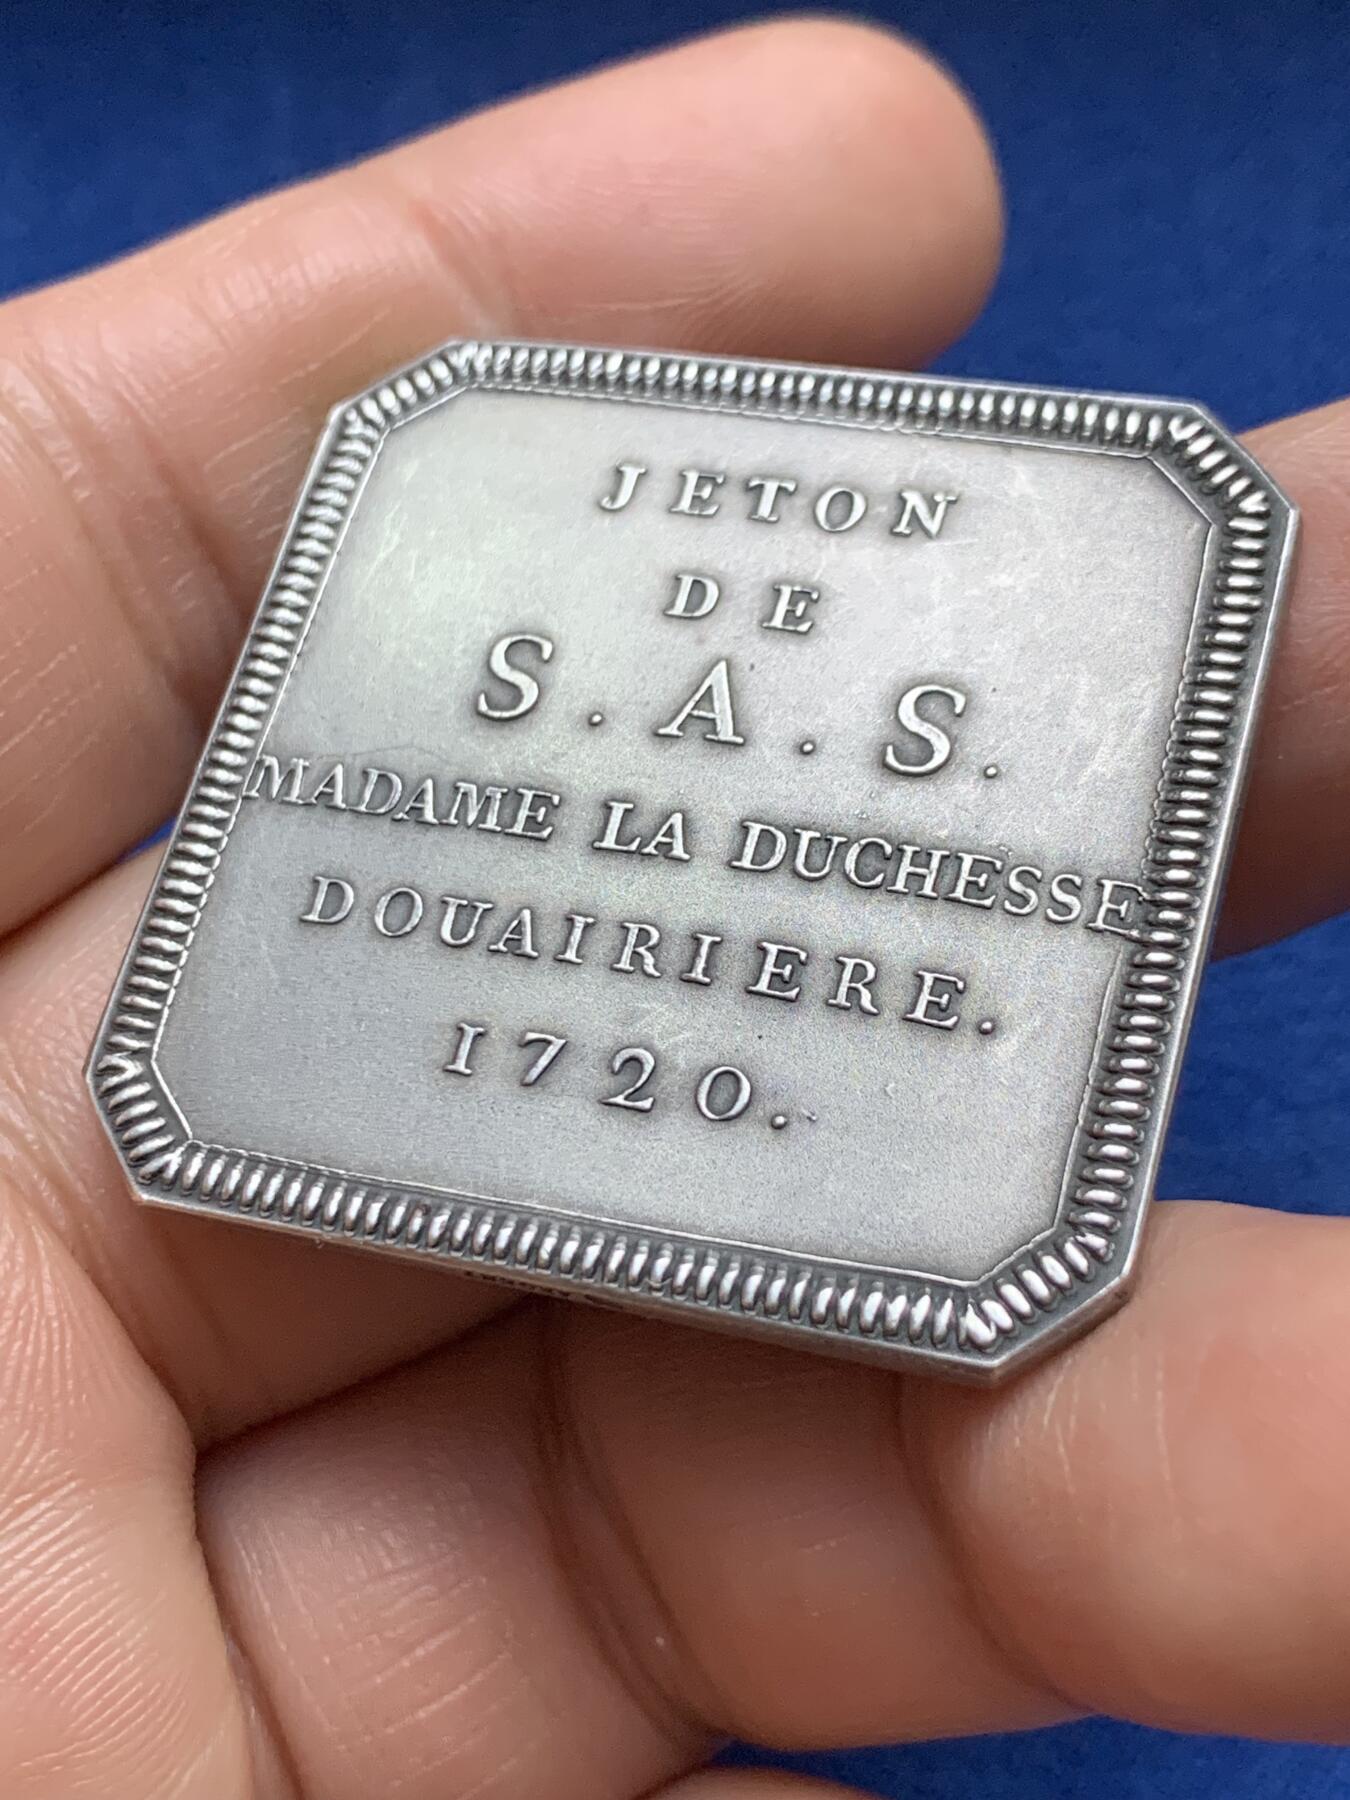 JETON
DE
S. A. S.
MADAME LA DUCHESSE
DOUAIRIERE.
1720.